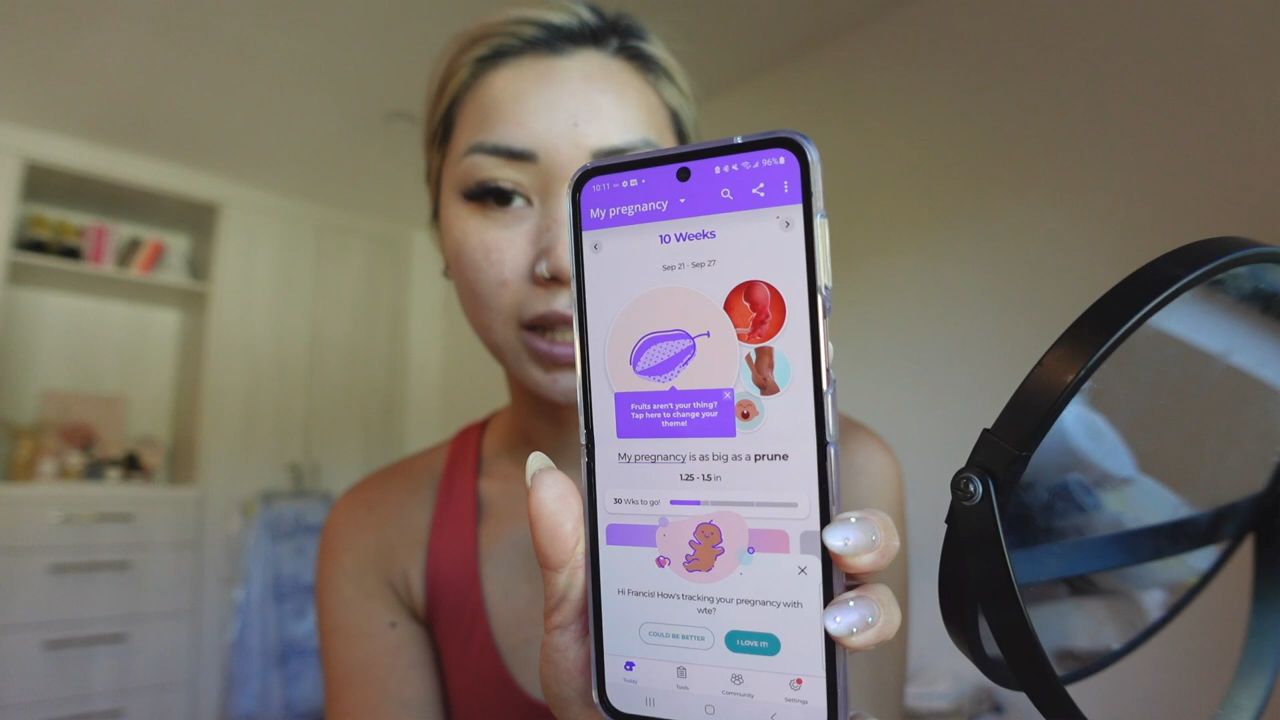 10:11
96%
My pregnancy
10 Weeks
Sep 21 - Sep 27
Fruits aren't your thing?
Tap here to change your
theme!
My pregnancy is as big as a prune
1.25 - 1.5 in
30 Wks to go!
Hi Francis! How's tracking your pregnancy with
wte?
COULD BE BETTER
I LOVE IT!
Today
Tools
Community
Settings